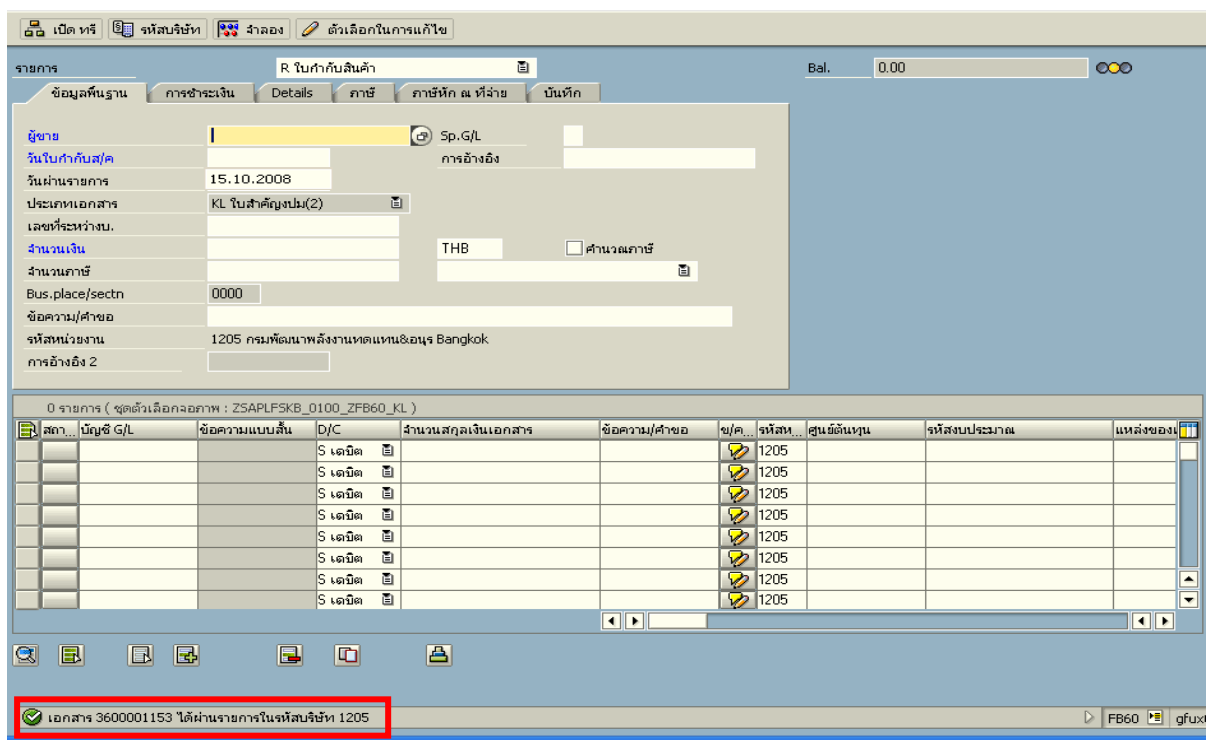 เปิด ทรี รหัสบริษัท จำลอง ตัวเลือกในการแก้ไข
รายการ R ใบกำกับสินค้า Bal. 0.00
ข้อมูลพื้นฐาน การชำระเงิน Details ภาษี ภาษีหัก ณ ที่จ่าย บันทึก
ผู้ขาย Sp.G/L
วันใบกำกับส/ค การอ้างอิง
วันผ่านรายการ 15.10.2008
ประเภทเอกสาร KL ใบสำคัญงปม(2)
เลขที่ระหว่างบ.
จำนวนเงิน THB คำนวณภาษี
จำนวนภาษี
Bus.place/sectn 0000
ข้อความ/คำขอ
รหัสหน่วยงาน 1205 กรมพัฒนาพลังงานทดแทน&อนุร Bangkok
การอ้างอิง 2
0 รายการ ( ชุดตัวเลือกจอภาพ : ZSAPLFSKB_0100_ZFB60_KL )
สถา... บัญชี G/L ข้อความแบบสั้น D/C จำนวนสกุลเงินเอกสาร ข้อความ/คำขอ ข/ค... รหัสห... ศูนย์ต้นทุน รหัสงบประมาณ แหล่งของเ
S เดบิต 1205
S เดบิต 1205
S เดบิต 1205
S เดบิต 1205
S เดบิต 1205
S เดบิต 1205
S เดบิต 1205
S เดบิต 1205
เอกสาร 3600001153 ได้ผ่านรายการในรหัสบริษัท 1205 FB60 gfux